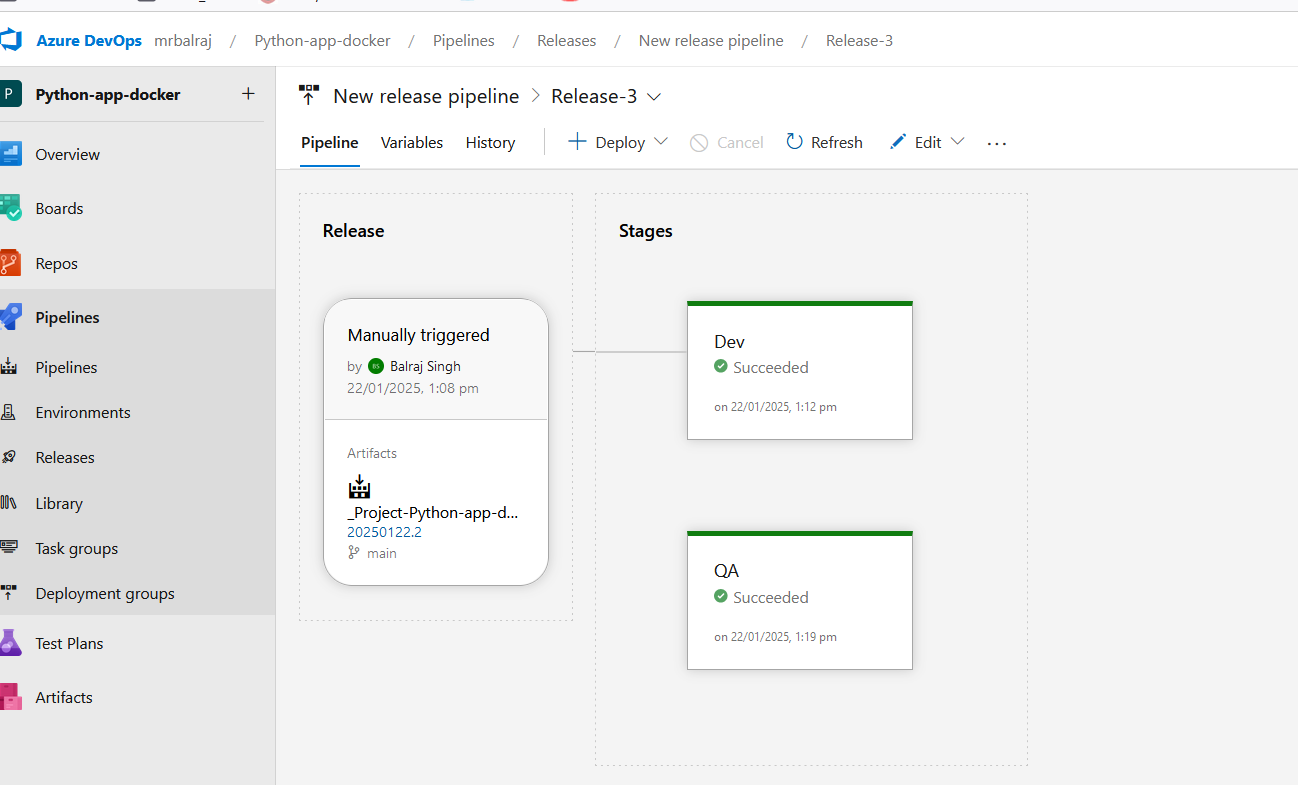 Azure DevOps mrbalraj / Python-app-docker / Pipelines / Releases / New release pipeline / Release-3
P Python-app-docker +
Overview
Boards
Repos
Pipelines
Pipelines
Environments
Releases
Library
Task groups
Deployment groups
Test Plans
Artifacts
New release pipeline > Release-3
Pipeline Variables History + Deploy Cancel Refresh Edit ...
Release
Manually triggered
by BS Balraj Singh
22/01/2025, 1:08 pm
Artifacts
_Project-Python-app-d...
20250122.2
main
Stages
Dev
Succeeded
on 22/01/2025, 1:12 pm
QA
Succeeded
on 22/01/2025, 1:19 pm